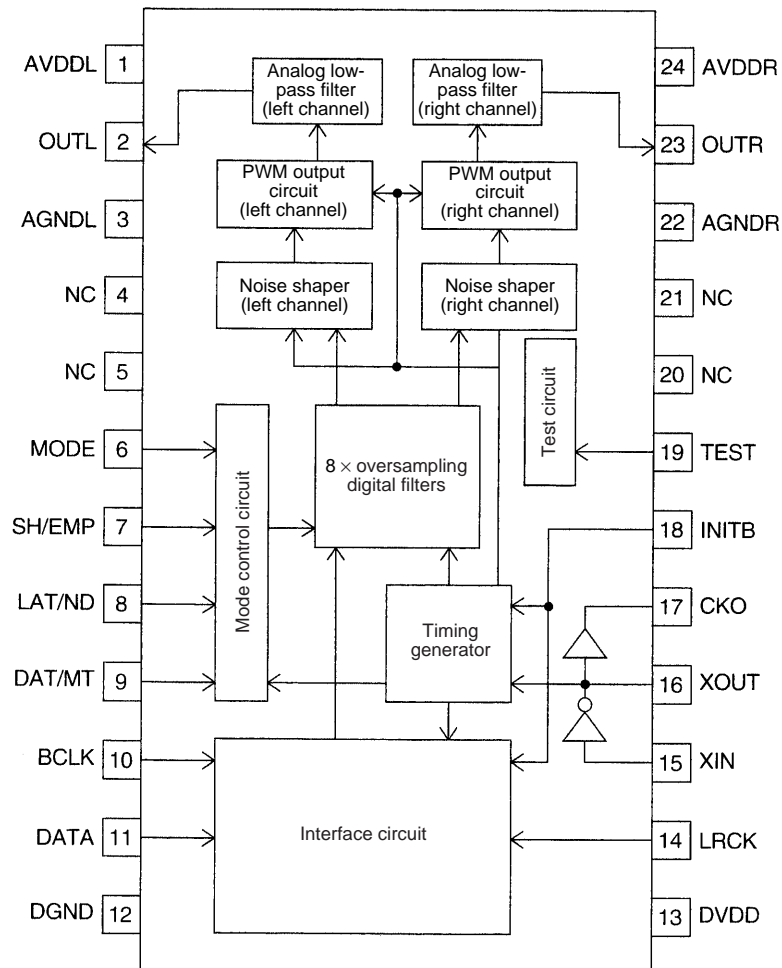 AVDDL 1
OUTL 2
AGNDL 3
NC 4
NC 5
MODE 6
SH/EMP 7
LAT/ND 8
DAT/MT 9
BCLK 10
DATA 11
DGND 12
Analog low-
pass filter
(left channel)
Analog low-
pass filter
(right channel)
PWM output
circuit
(left channel)
PWM output
circuit
(right channel)
Noise shaper
(left channel)
Noise shaper
(right channel)
Mode control circuit
8 × oversampling
digital filters
Test circuit
Timing
generator
Interface circuit
24 AVDDR
23 OUTR
22 AGNDR
21 NC
20 NC
19 TEST
18 INITB
17 CKO
16 XOUT
15 XIN
14 LRCK
13 DVDD